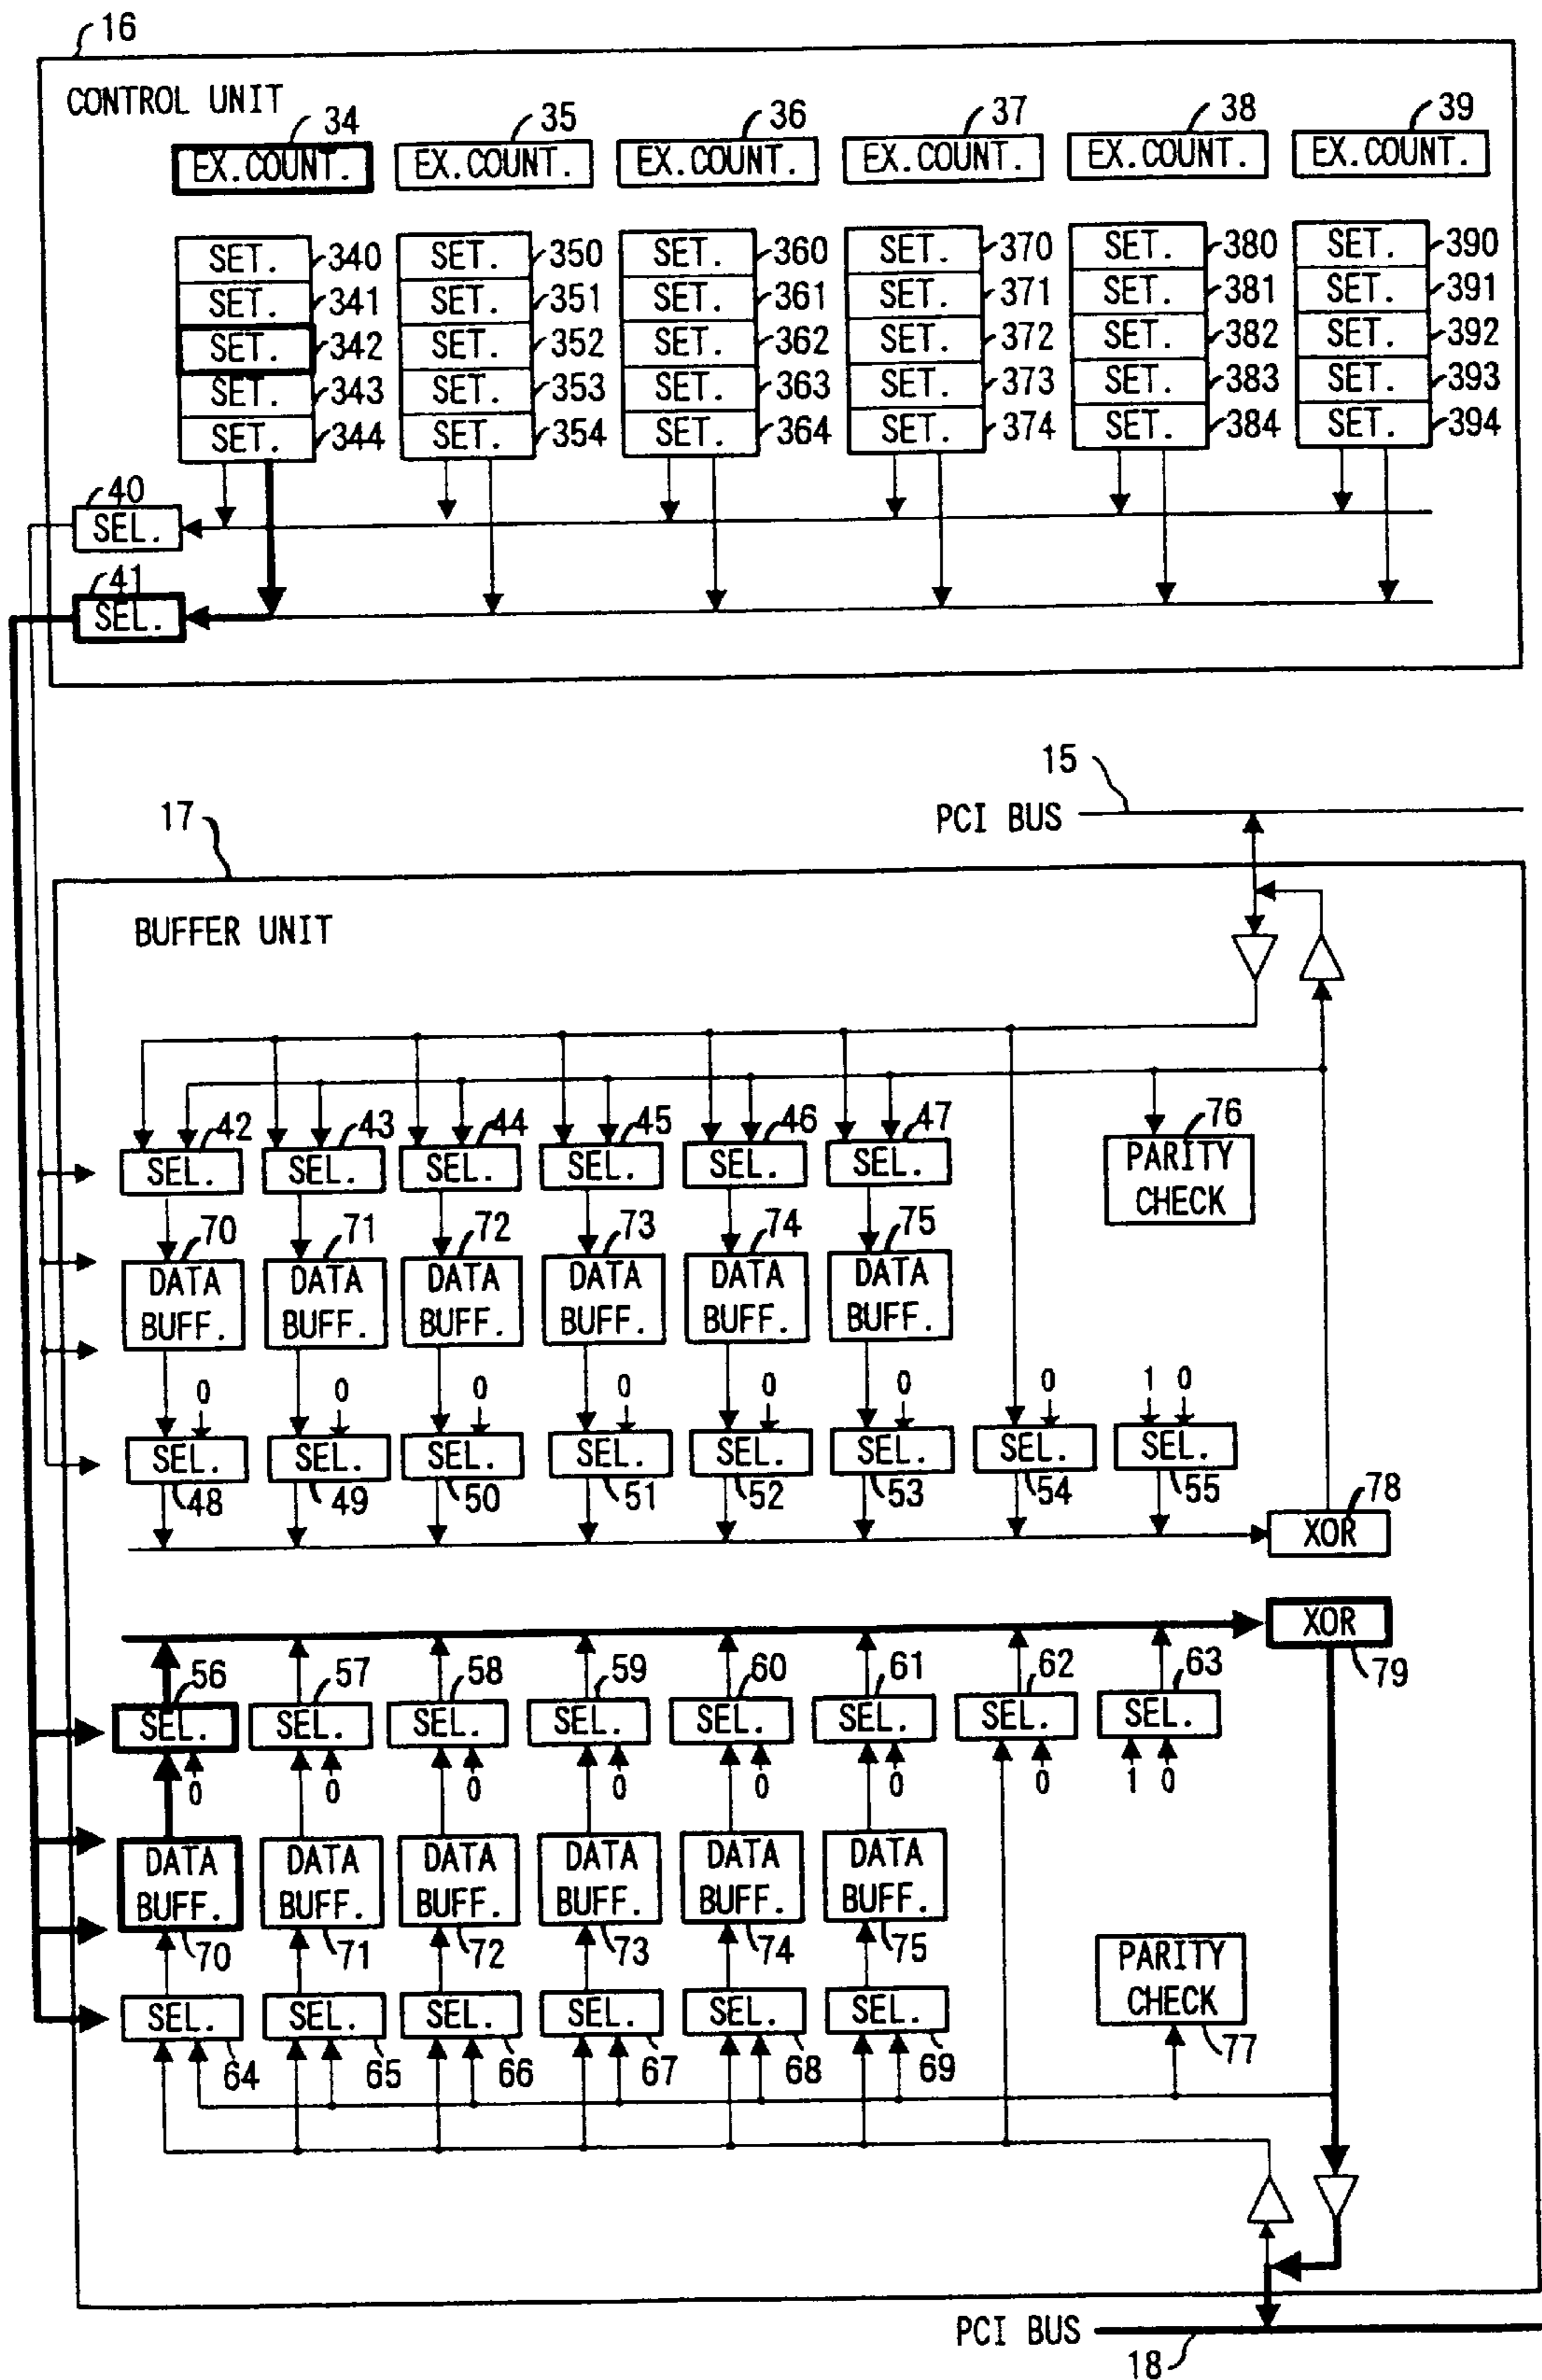 16
CONTROL UNIT
34 35 36 37 38 39
EX.COUNT. EX.COUNT. EX.COUNT. EX.COUNT. EX.COUNT. EX.COUNT.
SET. 340 SET. 350 SET. 360 SET. 370 SET. 380 SET. 390
SET. 341 SET. 351 SET. 361 SET. 371 SET. 381 SET. 391
SET. 342 SET. 352 SET. 362 SET. 372 SET. 382 SET. 392
SET. 343 SET. 353 SET. 363 SET. 373 SET. 383 SET. 393
SET. 344 SET. 354 SET. 364 SET. 374 SET. 384 SET. 394
40
SEL.
41
SEL.
15
PCI BUS
17
BUFFER UNIT
42 43 44 45 46 47 76
SEL. SEL. SEL. SEL. SEL. SEL. PARITY
CHECK
70 71 72 73 74 75
DATA DATA DATA DATA DATA DATA
BUFF. BUFF. BUFF. BUFF. BUFF. BUFF.
0 0 0 0 0 0 0 1 0
SEL. SEL. SEL. SEL. SEL. SEL. SEL. SEL.
48 49 50 51 52 53 54 55 78
XOR
XOR
56 57 58 59 60 61 62 63 79
SEL. SEL. SEL. SEL. SEL. SEL. SEL. SEL.
0 0 0 0 0 0 0 1 0
DATA DATA DATA DATA DATA DATA
BUFF. BUFF. BUFF. BUFF. BUFF. BUFF.
70 71 72 73 74 75 PARITY
CHECK
SEL. SEL. SEL. SEL. SEL. SEL.
64 65 66 67 68 69 77
PCI BUS
18